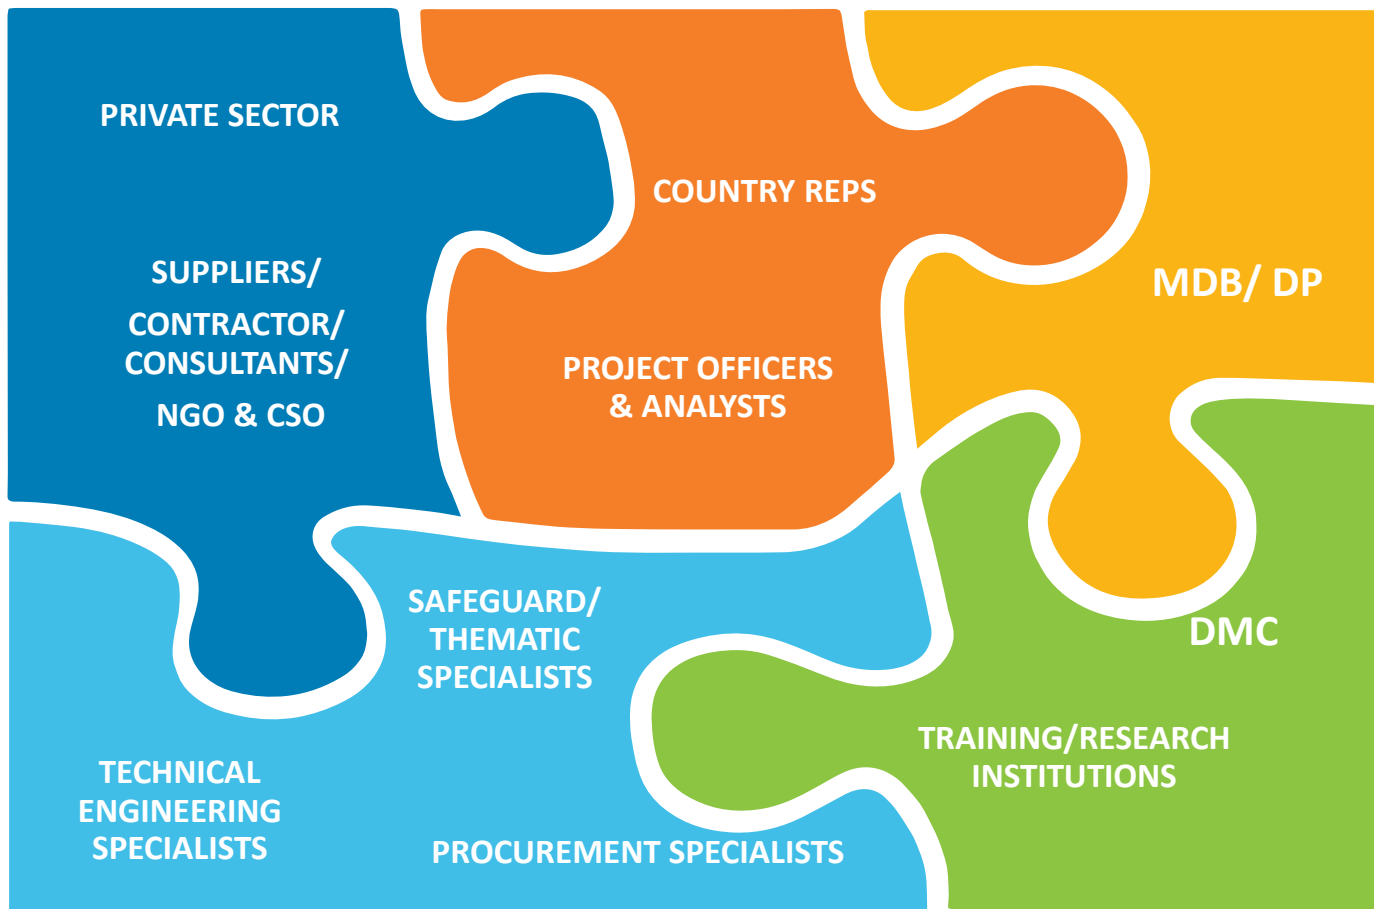 PRIVATE SECTOR
SUPPLIERS/
CONTRACTOR/
CONSULTANTS/
NGO & CSO
COUNTRY REPS
PROJECT OFFICERS
& ANALYSTS
MDB/ DP
SAFEGUARD/
THEMATIC
SPECIALISTS
TECHNICAL
ENGINEERING
SPECIALISTS
PROCUREMENT SPECIALISTS
DMC
TRAINING/RESEARCH
INSTITUTIONS